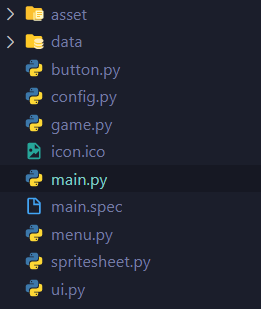 asset
data
button.py
config.py
game.py
icon.ico
main.py
main.spec
menu.py
spritesheet.py
ui.py